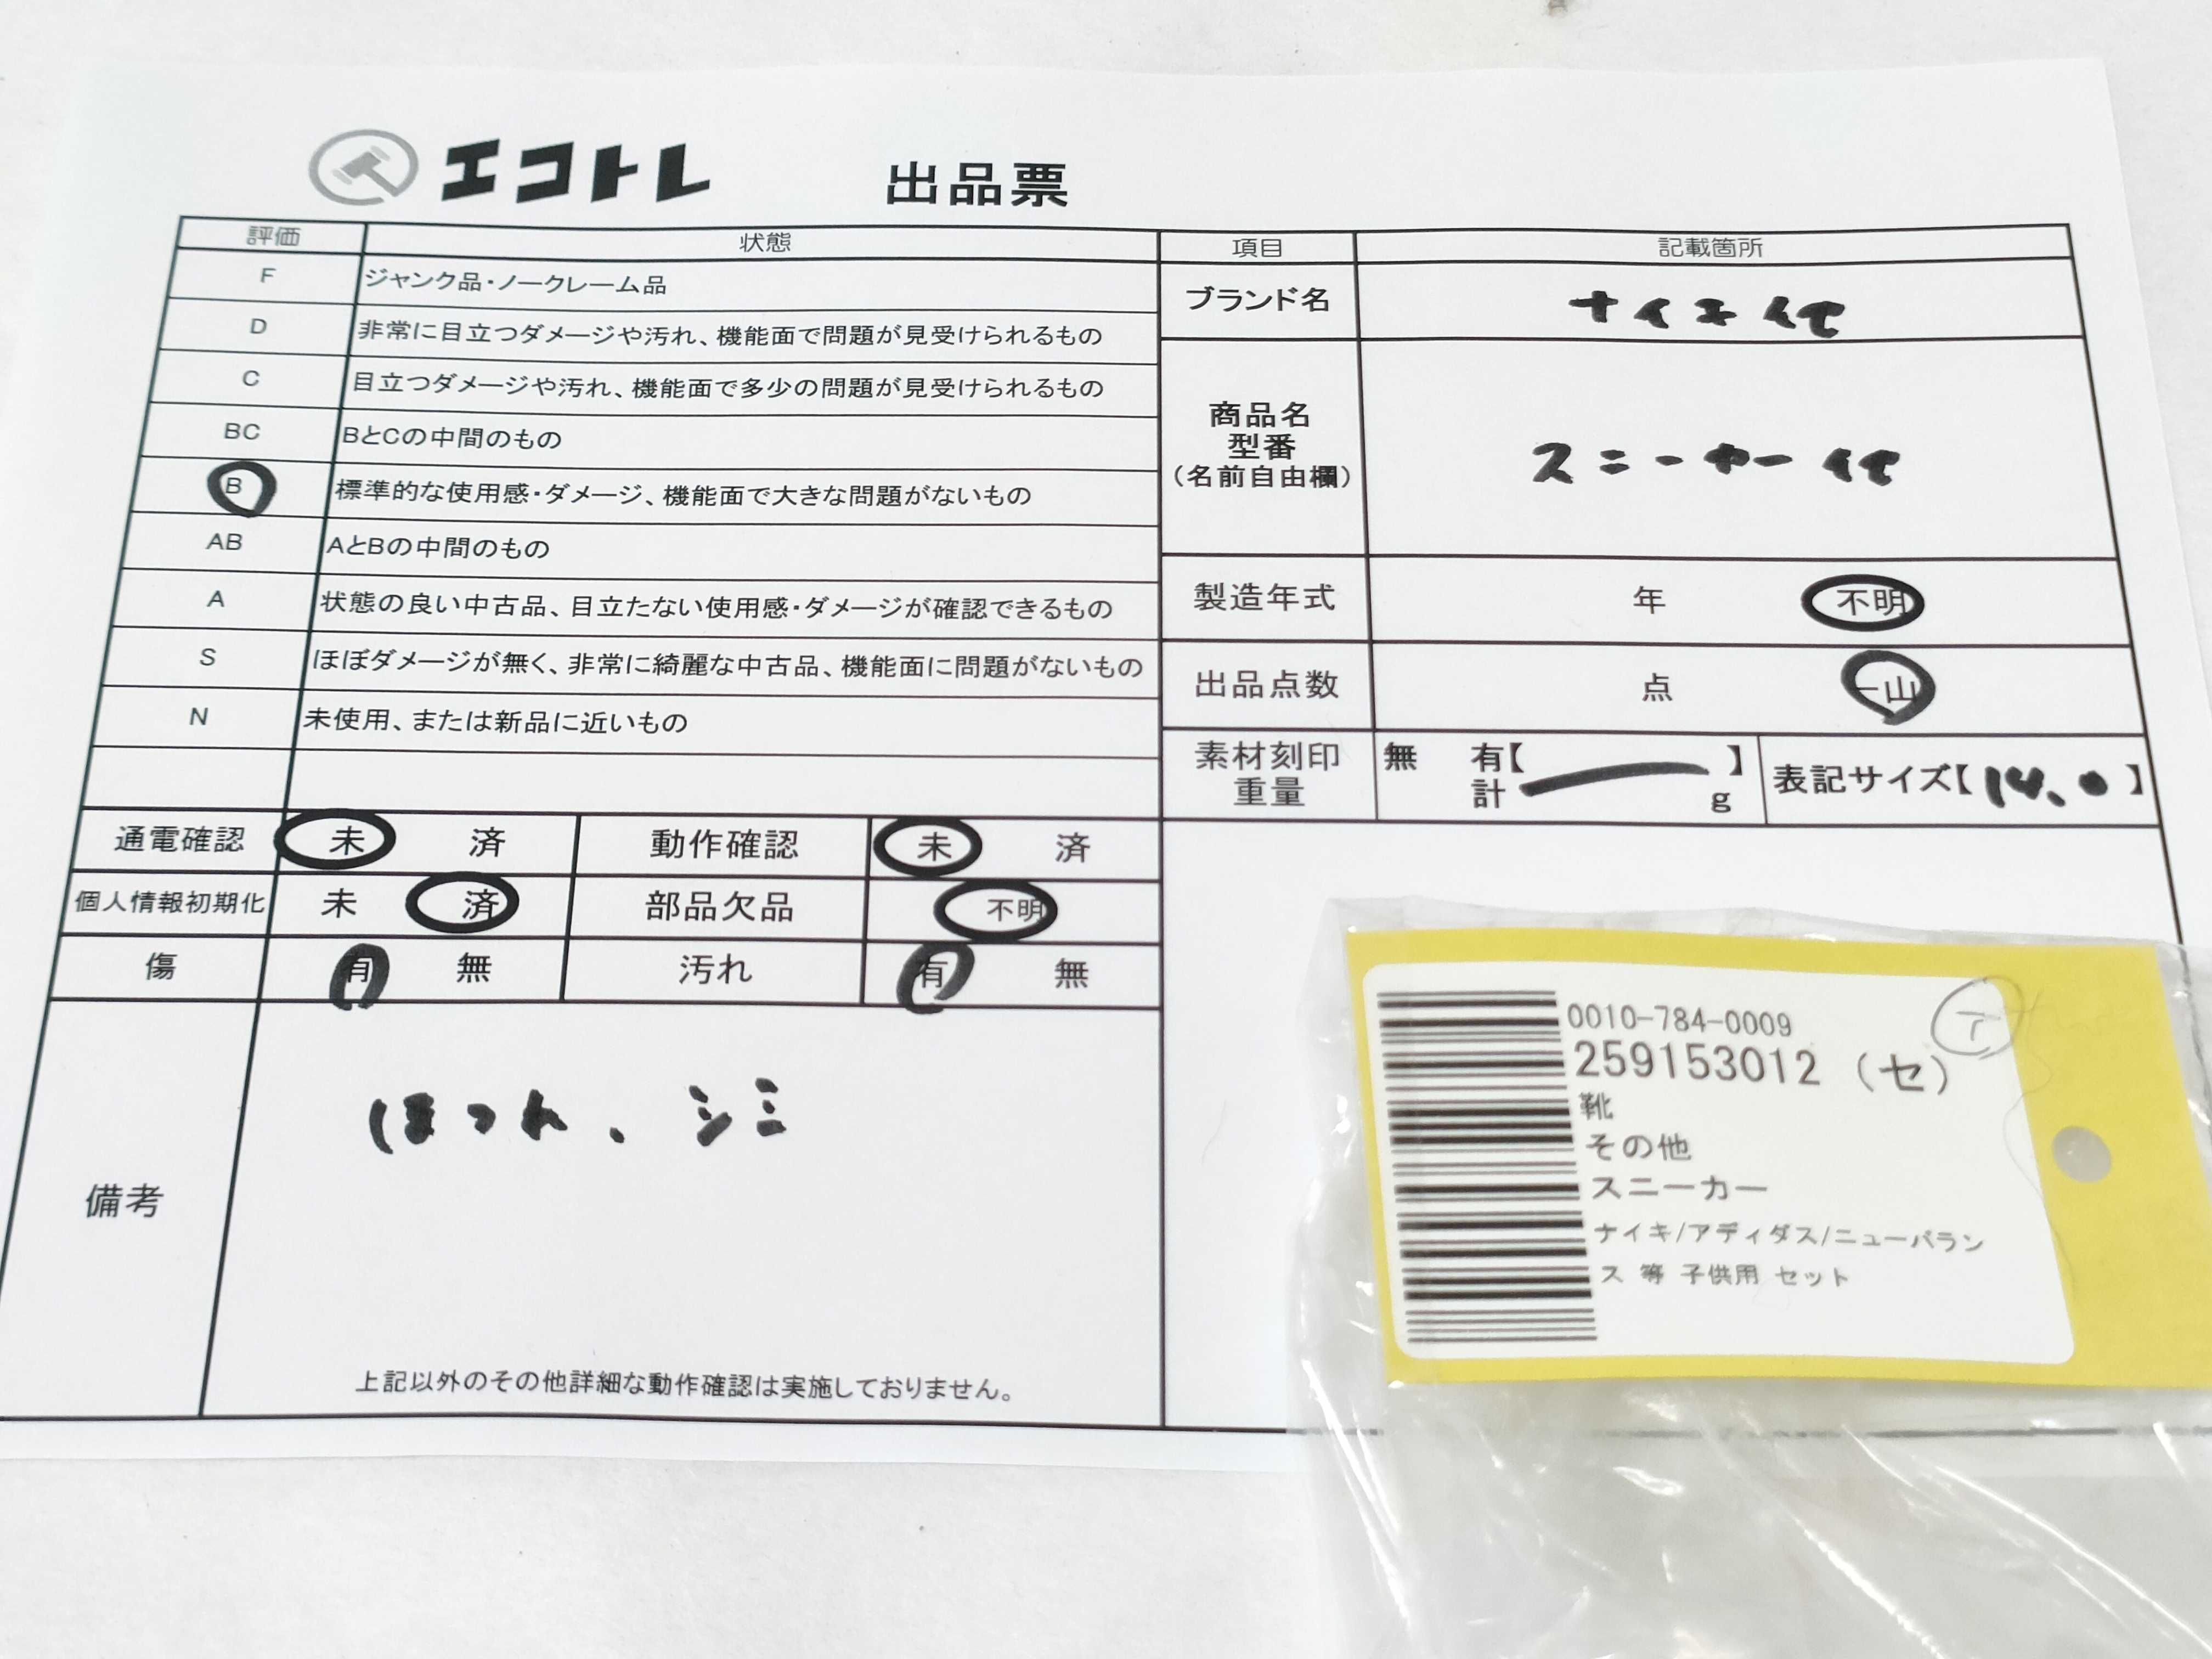 エコトレ 出品票
評価 状態
F ジャンク品・ノークレーム品
D 非常に目立つダメージや汚れ、機能面で問題が見受けられるもの
C 目立つダメージや汚れ、機能面で多少の問題が見受けられるもの
BC BとCの中間のもの
B 標準的な使用感・ダメージ、機能面で大きな問題がないもの
AB AとBの中間のもの
A 状態の良い中古品、目立たない使用感・ダメージが確認できるもの
S ほぼダメージが無く、非常に綺麗な中古品、機能面に問題がないもの
N 未使用、または新品に近いもの
通電確認 未 済 動作確認 未 済
個人情報初期化 未 済 部品欠品 不明
傷 有 無 汚れ 有 無
備考
ほつれ、シミ
上記以外のその他詳細な動作確認は実施しておりません。
項目 記載箇所
ブランド名 ナイキ 他
商品名
型番
(名前自由欄)
スニーカー 他
製造年式 年 不明
出品点数 点 一山
素材刻印 無 有【 】
重量 計 g
表記サイズ【14.0】
0010-784-0009
259153012 (セ)
靴
その他
スニーカー
ナイキ/アディダス/ニューバラン
ス 等 子供用 セット